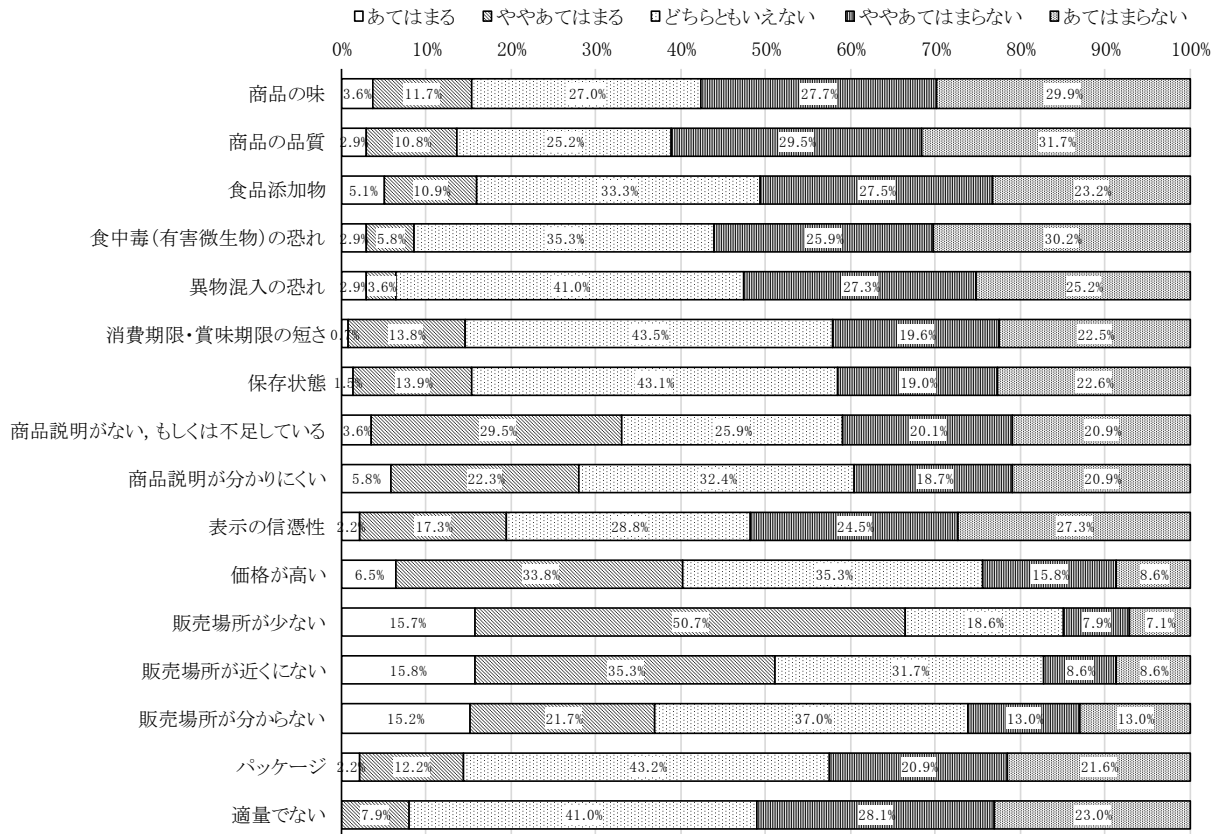 □あてはまる ややあてはまる どちらともいえない ややあてはまらない あてはまらない
0% 10% 20% 30% 40% 50% 60% 70% 80% 90% 100%
商品の味 3.6% 11.7% 27.0% 27.7% 29.9%
商品の品質 2.9% 10.8% 25.2% 29.5% 31.7%
食品添加物 5.1% 10.9% 33.3% 27.5% 23.2%
食中毒(有害微生物)の恐れ 2.9% 5.8% 35.3% 25.9% 30.2%
異物混入の恐れ 2.9% 3.6% 41.0% 27.3% 25.2%
消費期限・賞味期限の短さ 0.7% 13.8% 43.5% 19.6% 22.5%
保存状態 1.5% 13.9% 43.1% 19.0% 22.6%
商品説明がない,もしくは不足している 3.6% 29.5% 25.9% 20.1% 20.9%
商品説明が分かりにくい 5.8% 22.3% 32.4% 18.7% 20.9%
表示の信憑性 2.2% 17.3% 28.8% 24.5% 27.3%
価格が高い 6.5% 33.8% 35.3% 15.8% 8.6%
販売場所が少ない 15.7% 50.7% 18.6% 7.9% 7.1%
販売場所が近くにない 15.8% 35.3% 31.7% 8.6% 8.6%
販売場所が分からない 15.2% 21.7% 37.0% 13.0% 13.0%
パッケージ 2.2% 12.2% 43.2% 20.9% 21.6%
適量でない 7.9% 41.0% 28.1% 23.0%